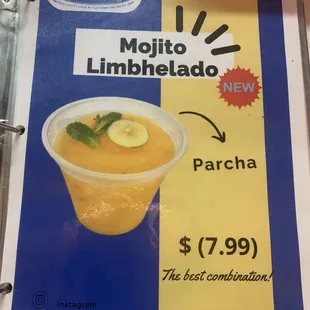 Mojito
Limbhelado
NEW
Parcha
$ (7.99)
The best combination!
Instagram